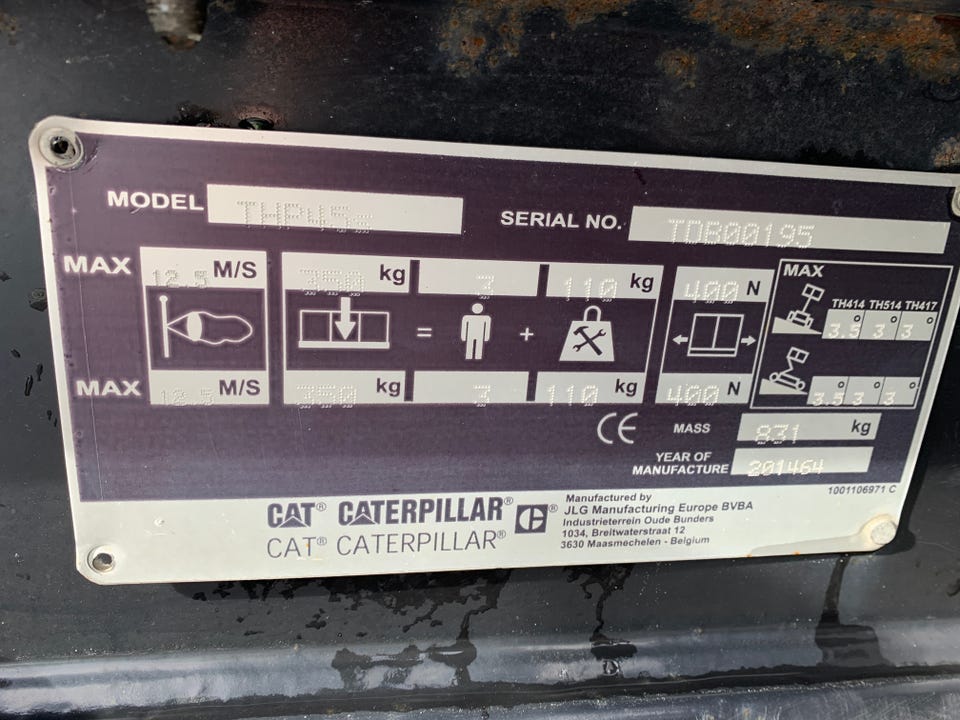 MODEL
SERIAL NO. TDB00195
MAX 12.5 M/S 350 kg 3 110 kg 400 N
MAX
TH414 TH514 TH417
3.5° 3° 3°
= +
3.5° 3° 3°
MAX 12.5 M/S 350 kg 3 110 kg 400 N
CE MASS 831 kg
YEAR OF
MANUFACTURE
1001106971 C
CAT® CATERPILLAR®
CAT® CATERPILLAR®
Manufactured by
JLG Manufacturing Europe BVBA
Industrieterrein Oude Bunders
1034, Breitwaterstraat 12
3630 Maasmechelen - Belgium